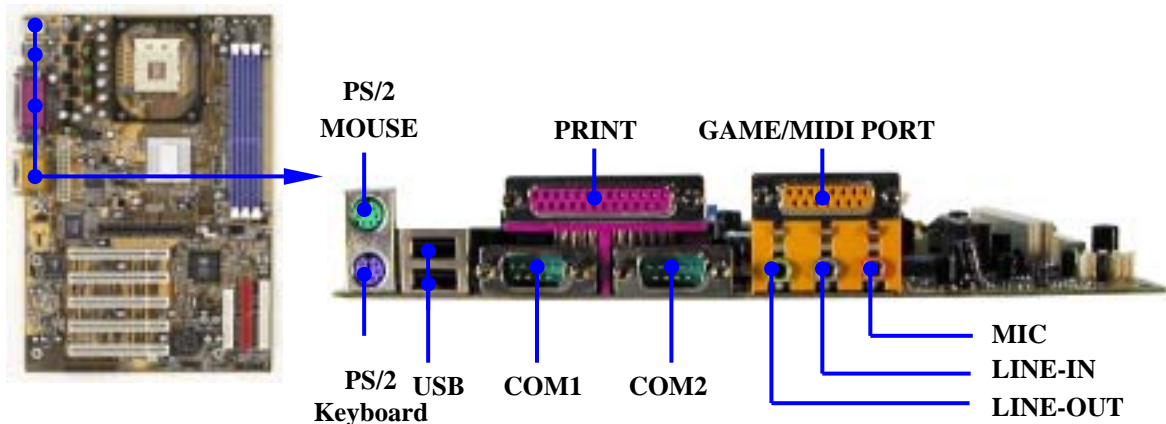 PS/2
MOUSE
PRINT
GAME/MIDI PORT
PS/2
Keyboard
USB
COM1
COM2
MIC
LINE-IN
LINE-OUT